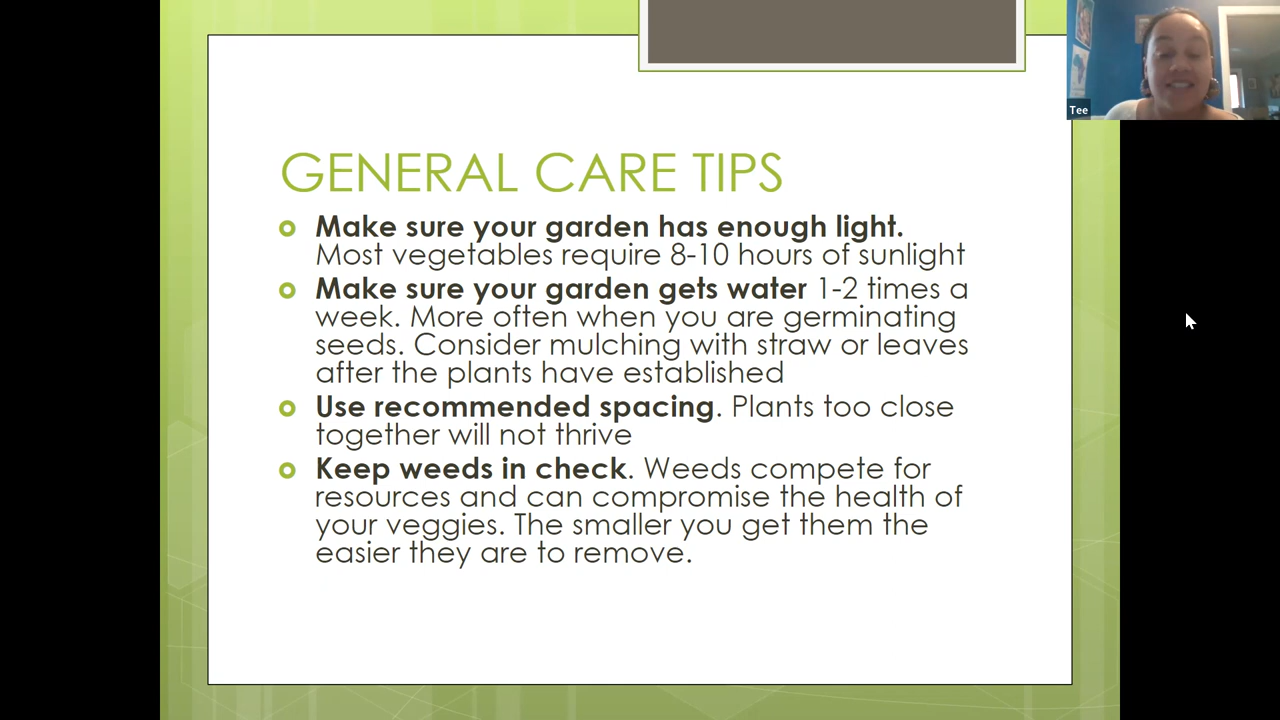 GENERAL CARE TIPS
Make sure your garden has enough light.
Most vegetables require 8-10 hours of sunlight
Make sure your garden gets water 1-2 times a
week. More often when you are germinating
seeds. Consider mulching with straw or leaves
after the plants have established
Use recommended spacing. Plants too close
together will not thrive
Keep weeds in check. Weeds compete for
resources and can compromise the health of
your veggies. The smaller you get them the
easier they are to remove.
Tee